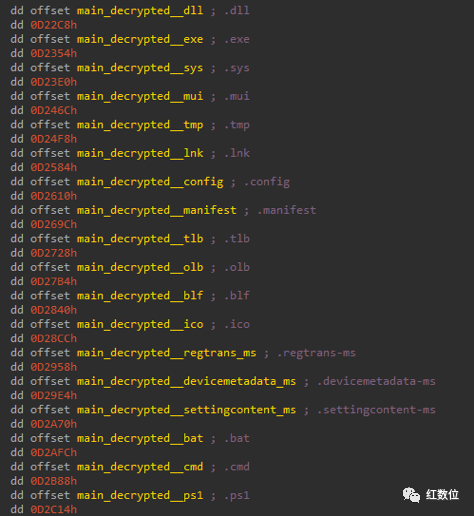 dd offset main_decrypted__dll ; .dll
dd 0D22C8h
dd offset main_decrypted__exe ; .exe
dd 0D2354h
dd offset main_decrypted__sys ; .sys
dd 0D23E0h
dd offset main_decrypted__mui ; .mui
dd 0D246Ch
dd offset main_decrypted__tmp ; .tmp
dd 0D24F8h
dd offset main_decrypted__lnk ; .lnk
dd 0D2584h
dd offset main_decrypted__config ; .config
dd 0D2610h
dd offset main_decrypted__manifest ; .manifest
dd 0D269Ch
dd offset main_decrypted__tlb ; .tlb
dd 0D2728h
dd offset main_decrypted__olb ; .olb
dd 0D27B4h
dd offset main_decrypted__blf ; .blf
dd 0D2840h
dd offset main_decrypted__ico ; .ico
dd 0D28CCh
dd offset main_decrypted__regtrans_ms ; .regtrans-ms
dd 0D2958h
dd offset main_decrypted__devicemetadata_ms ; .devicemetadata-ms
dd 0D29E4h
dd offset main_decrypted__settingcontent_ms ; .settingcontent-ms
dd 0D2A70h
dd offset main_decrypted__bat ; .bat
dd 0D2AFCh
dd offset main_decrypted__cmd ; .cmd
dd 0D2B88h
dd offset main_decrypted__ps1 ; .ps1
dd 0D2C14h
红数位